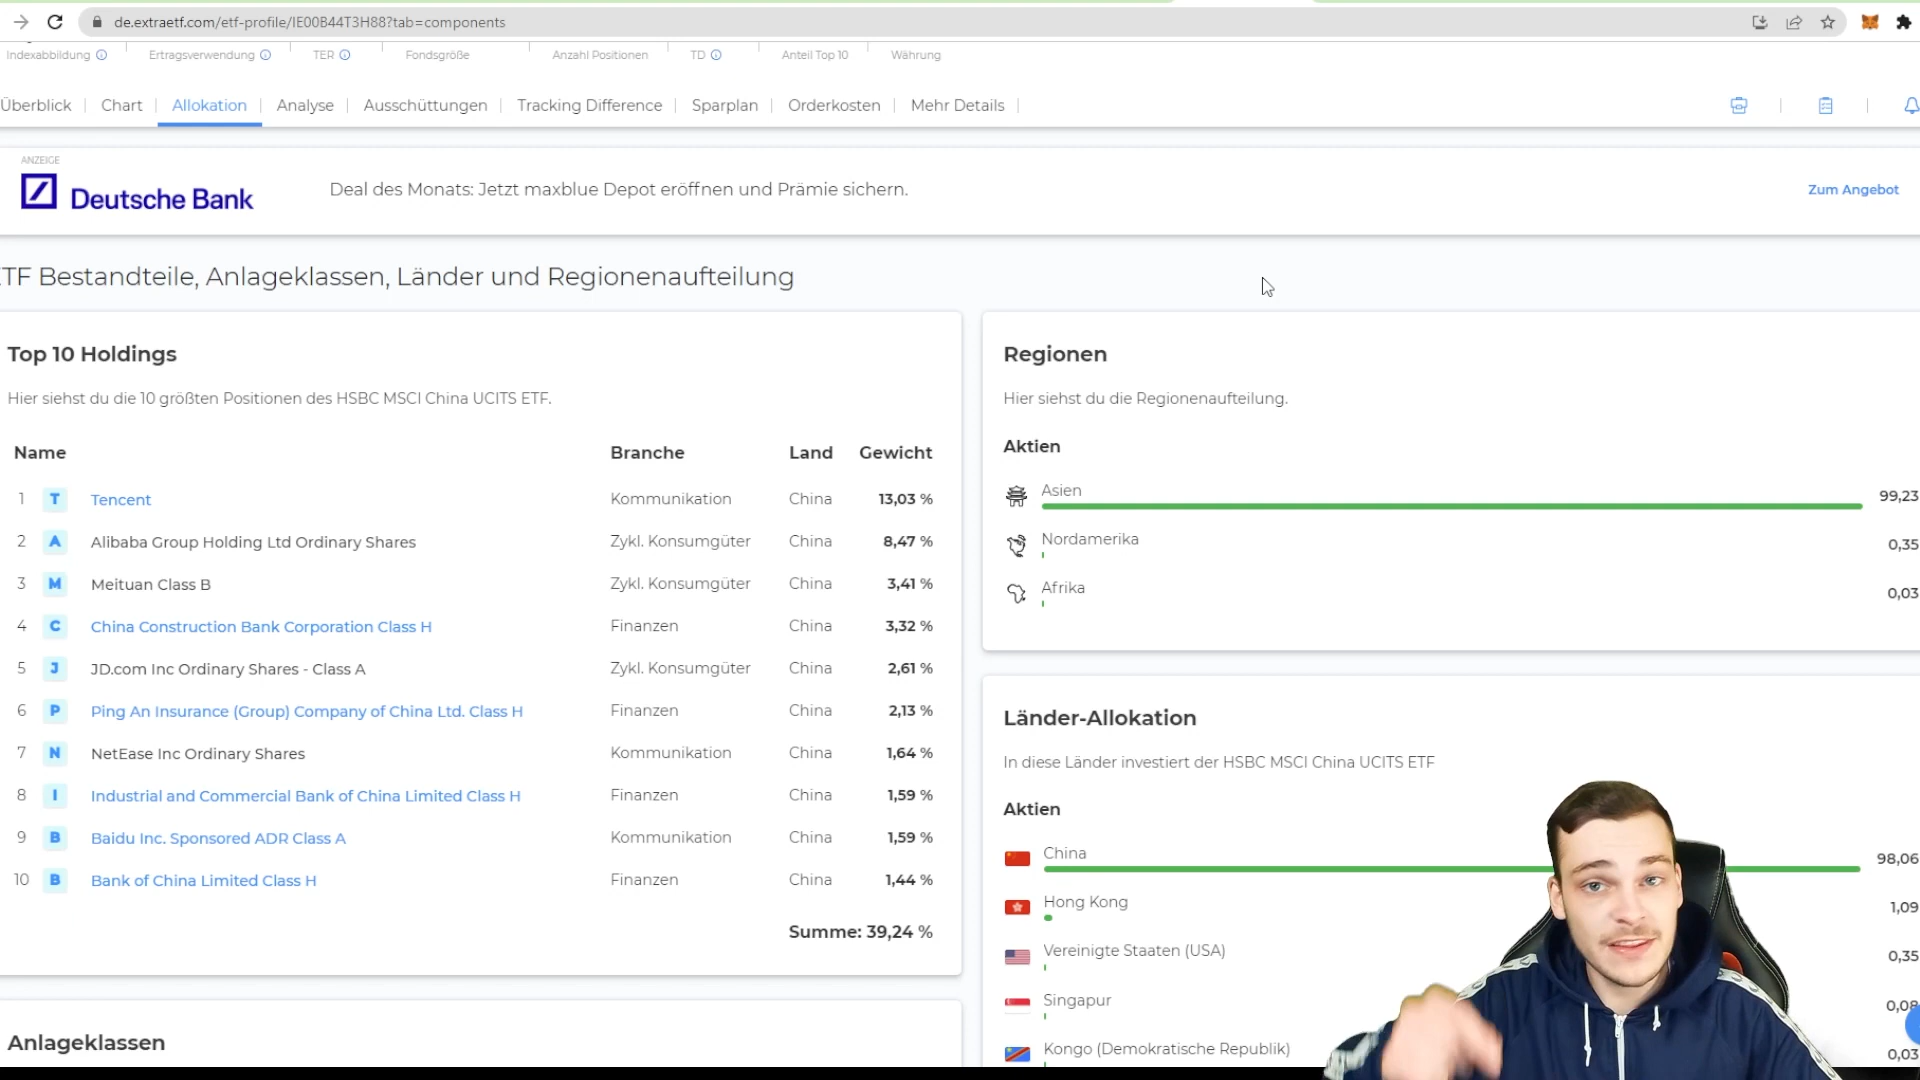 de.extraetf.com/etf-profile/IE00B44T3H88?tab=components
Indexabbildung Ertragsverwendung TER Fondsgröße Anzahl Positionen TD Anteil Top 10 Währung
Überblick Chart Allokation Analyse Ausschüttungen Tracking Difference Sparplan Orderkosten Mehr Details
ANZEIGE
Deutsche Bank
Deal des Monats: Jetzt maxblue Depot eröffnen und Prämie sichern.
Zum Angebot
TF Bestandteile, Anlageklassen, Länder und Regionenaufteilung
Top 10 Holdings
Hier siehst du die 10 größten Positionen des HSBC MSCI China UCITS ETF.
Name Branche Land Gewicht
1 T Tencent Kommunikation China 13,03 %
2 A Alibaba Group Holding Ltd Ordinary Shares Zykl. Konsumgüter China 8,47 %
3 M Meituan Class B Zykl. Konsumgüter China 3,41 %
4 C China Construction Bank Corporation Class H Finanzen China 3,32 %
5 J JD.com Inc Ordinary Shares - Class A Zykl. Konsumgüter China 2,61 %
6 P Ping An Insurance (Group) Company of China Ltd. Class H Finanzen China 2,13 %
7 N NetEase Inc Ordinary Shares Kommunikation China 1,64 %
8 I Industrial and Commercial Bank of China Limited Class H Finanzen China 1,59 %
9 B Baidu Inc. Sponsored ADR Class A Kommunikation China 1,59 %
10 B Bank of China Limited Class H Finanzen China 1,44 %
Summe: 39,24 %
Anlageklassen
Regionen
Hier siehst du die Regionenaufteilung.
Aktien
Asien 99,23
Nordamerika 0,35
Afrika 0,03
Länder-Allokation
In diese Länder investiert der HSBC MSCI China UCITS ETF
Aktien
China 98,06
Hong Kong 1,09
Vereinigte Staaten (USA) 0,35
Singapur 0,08
Kongo (Demokratische Republik) 0,03